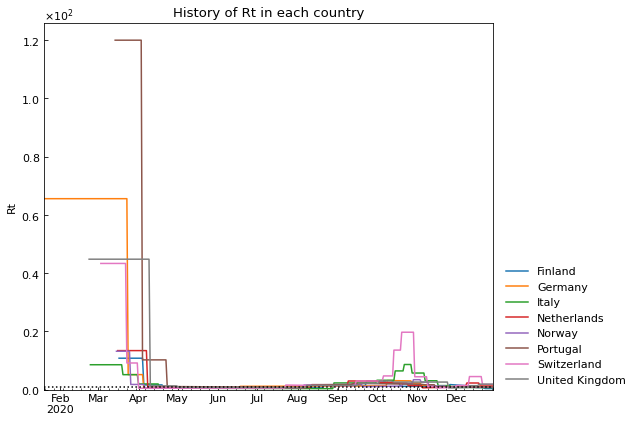 History of Rt in each country
×10²
1.2
1.0
0.8
0.6
0.4
0.2
0.0
Rt
Feb Mar Apr May Jun Jul Aug Sep Oct Nov Dec
2020
Finland
Germany
Italy
Netherlands
Norway
Portugal
Switzerland
United Kingdom